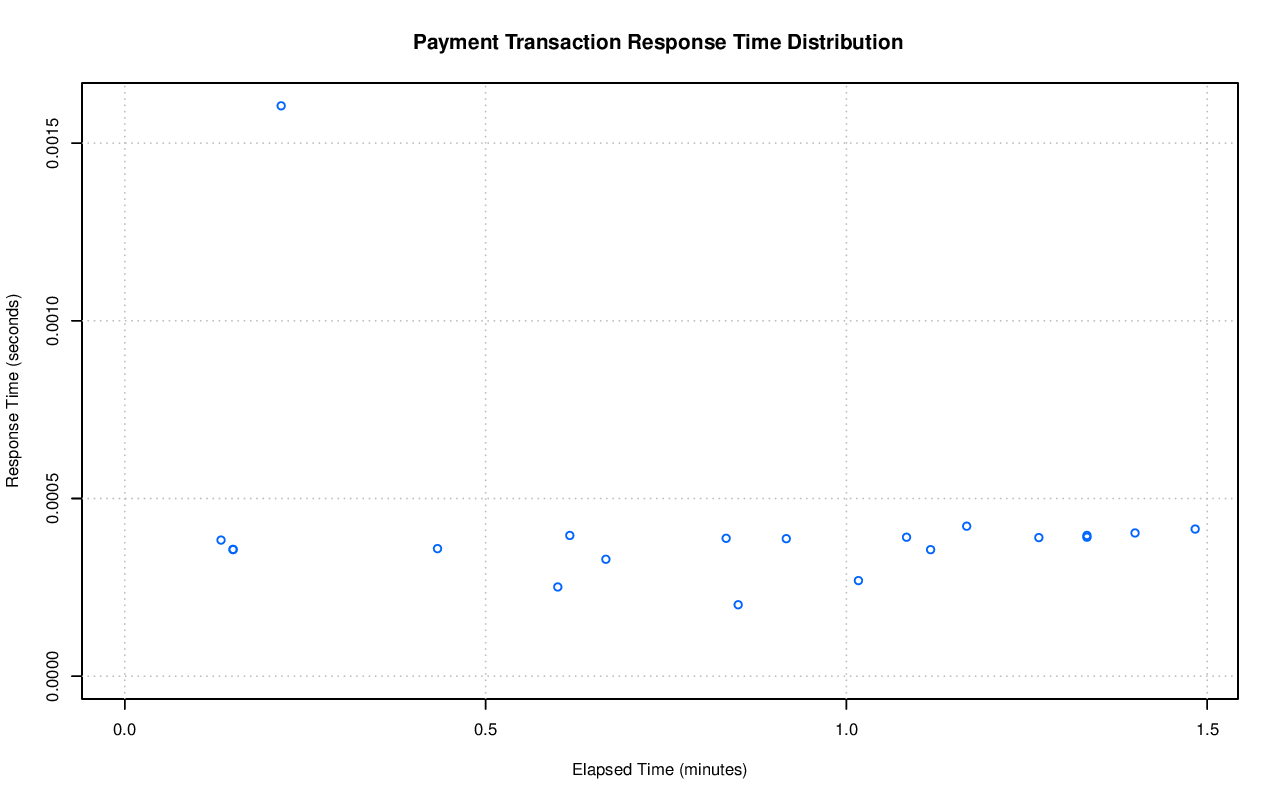 Payment Transaction Response Time Distribution
Response Time (seconds)
0.0015
0.0010
0.0005
0.0000
0.0
0.5
1.0
1.5
Elapsed Time (minutes)